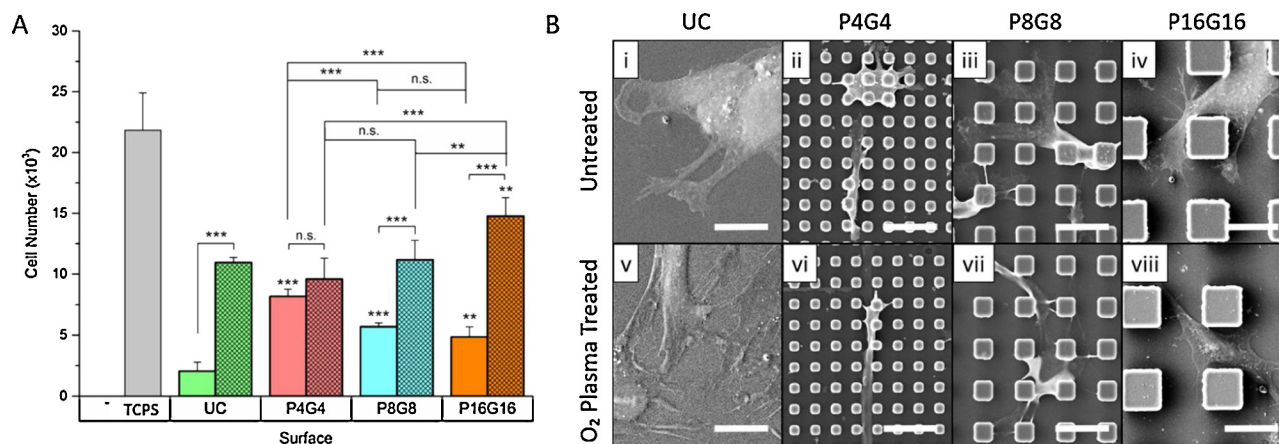 A
30
25
20
15
10
5
0
Cell Number (x10³)
***
***
n.s.
***
n.s.
**
***
**
***
***
n.s.
***
***
**
-
TCPS
UC
P4G4
P8G8
P16G16
Surface
B
UC
P4G4
P8G8
P16G16
Untreated
i
ii
iii
iv
O₂ Plasma Treated
v
vi
vii
viii